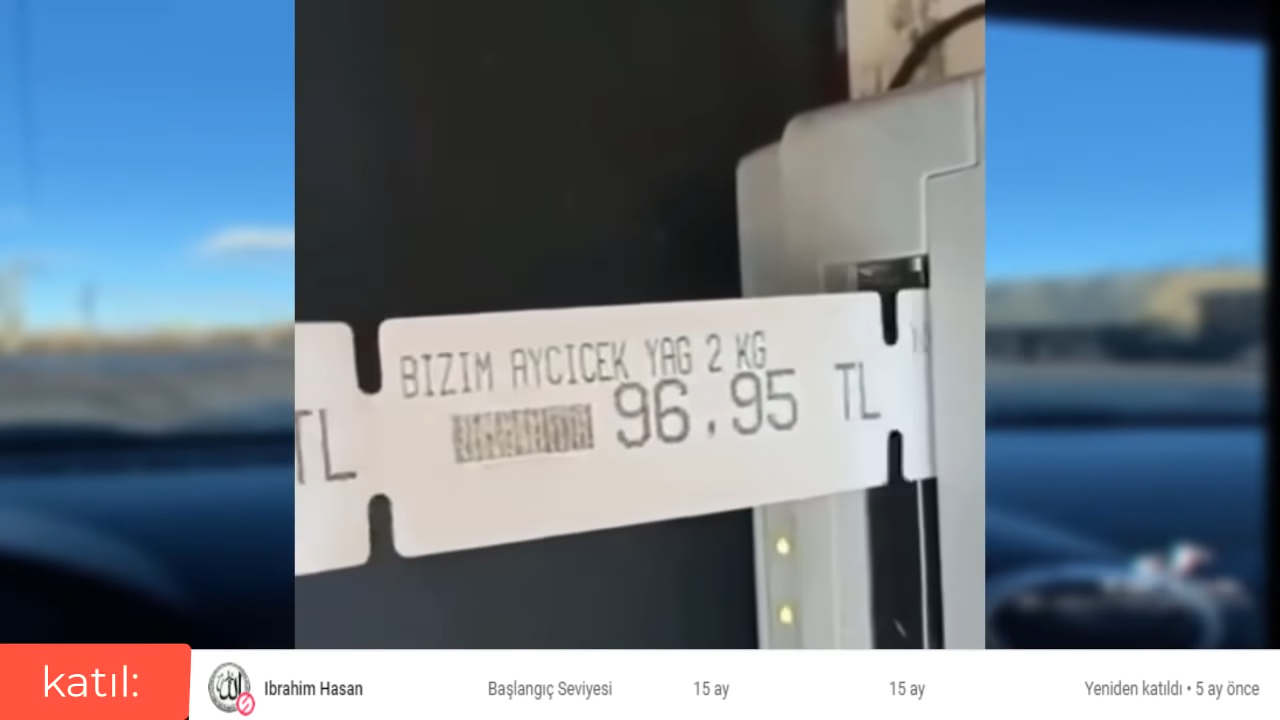 BIZIM AYCICEK YAG 2 KG
96.95 TL
TL
katıl:
Ibrahim Hasan
Başlangıç Seviyesi
15 ay
15 ay
Yeniden katıldı • 5 ay önce